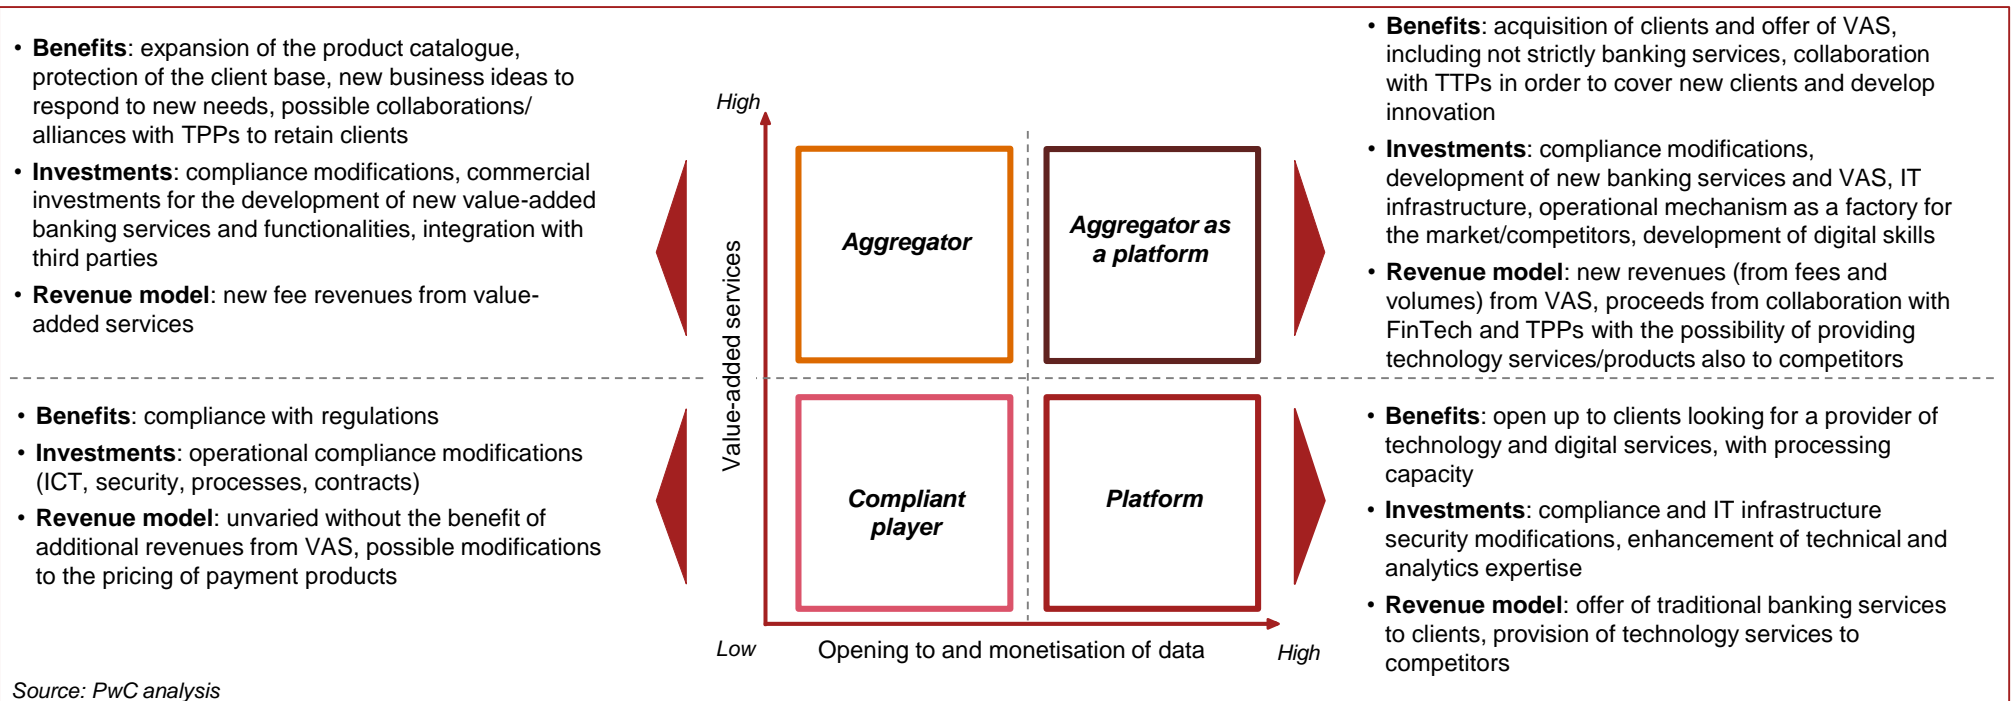 • Benefits: expansion of the product catalogue,
protection of the client base, new business ideas to
respond to new needs, possible collaborations/
alliances with TPPs to retain clients
• Investments: compliance modifications, commercial
investments for the development of new value-added
banking services and functionalities, integration with
third parties
• Revenue model: new fee revenues from value-
added services
• Benefits: compliance with regulations
• Investments: operational compliance modifications
(ICT, security, processes, contracts)
• Revenue model: unvaried without the benefit of
additional revenues from VAS, possible modifications
to the pricing of payment products
High
Value-added services
Aggregator
Aggregator as
a platform
Compliant
player
Platform
Low
Opening to and monetisation of data
High
• Benefits: acquisition of clients and offer of VAS,
including not strictly banking services, collaboration
with TTPs in order to cover new clients and develop
innovation
• Investments: compliance modifications,
development of new banking services and VAS, IT
infrastructure, operational mechanism as a factory for
the market/competitors, development of digital skills
• Revenue model: new revenues (from fees and
volumes) from VAS, proceeds from collaboration with
FinTech and TPPs with the possibility of providing
technology services/products also to competitors
• Benefits: open up to clients looking for a provider of
technology and digital services, with processing
capacity
• Investments: compliance and IT infrastructure
security modifications, enhancement of technical and
analytics expertise
• Revenue model: offer of traditional banking services
to clients, provision of technology services to
competitors
Source: PwC analysis